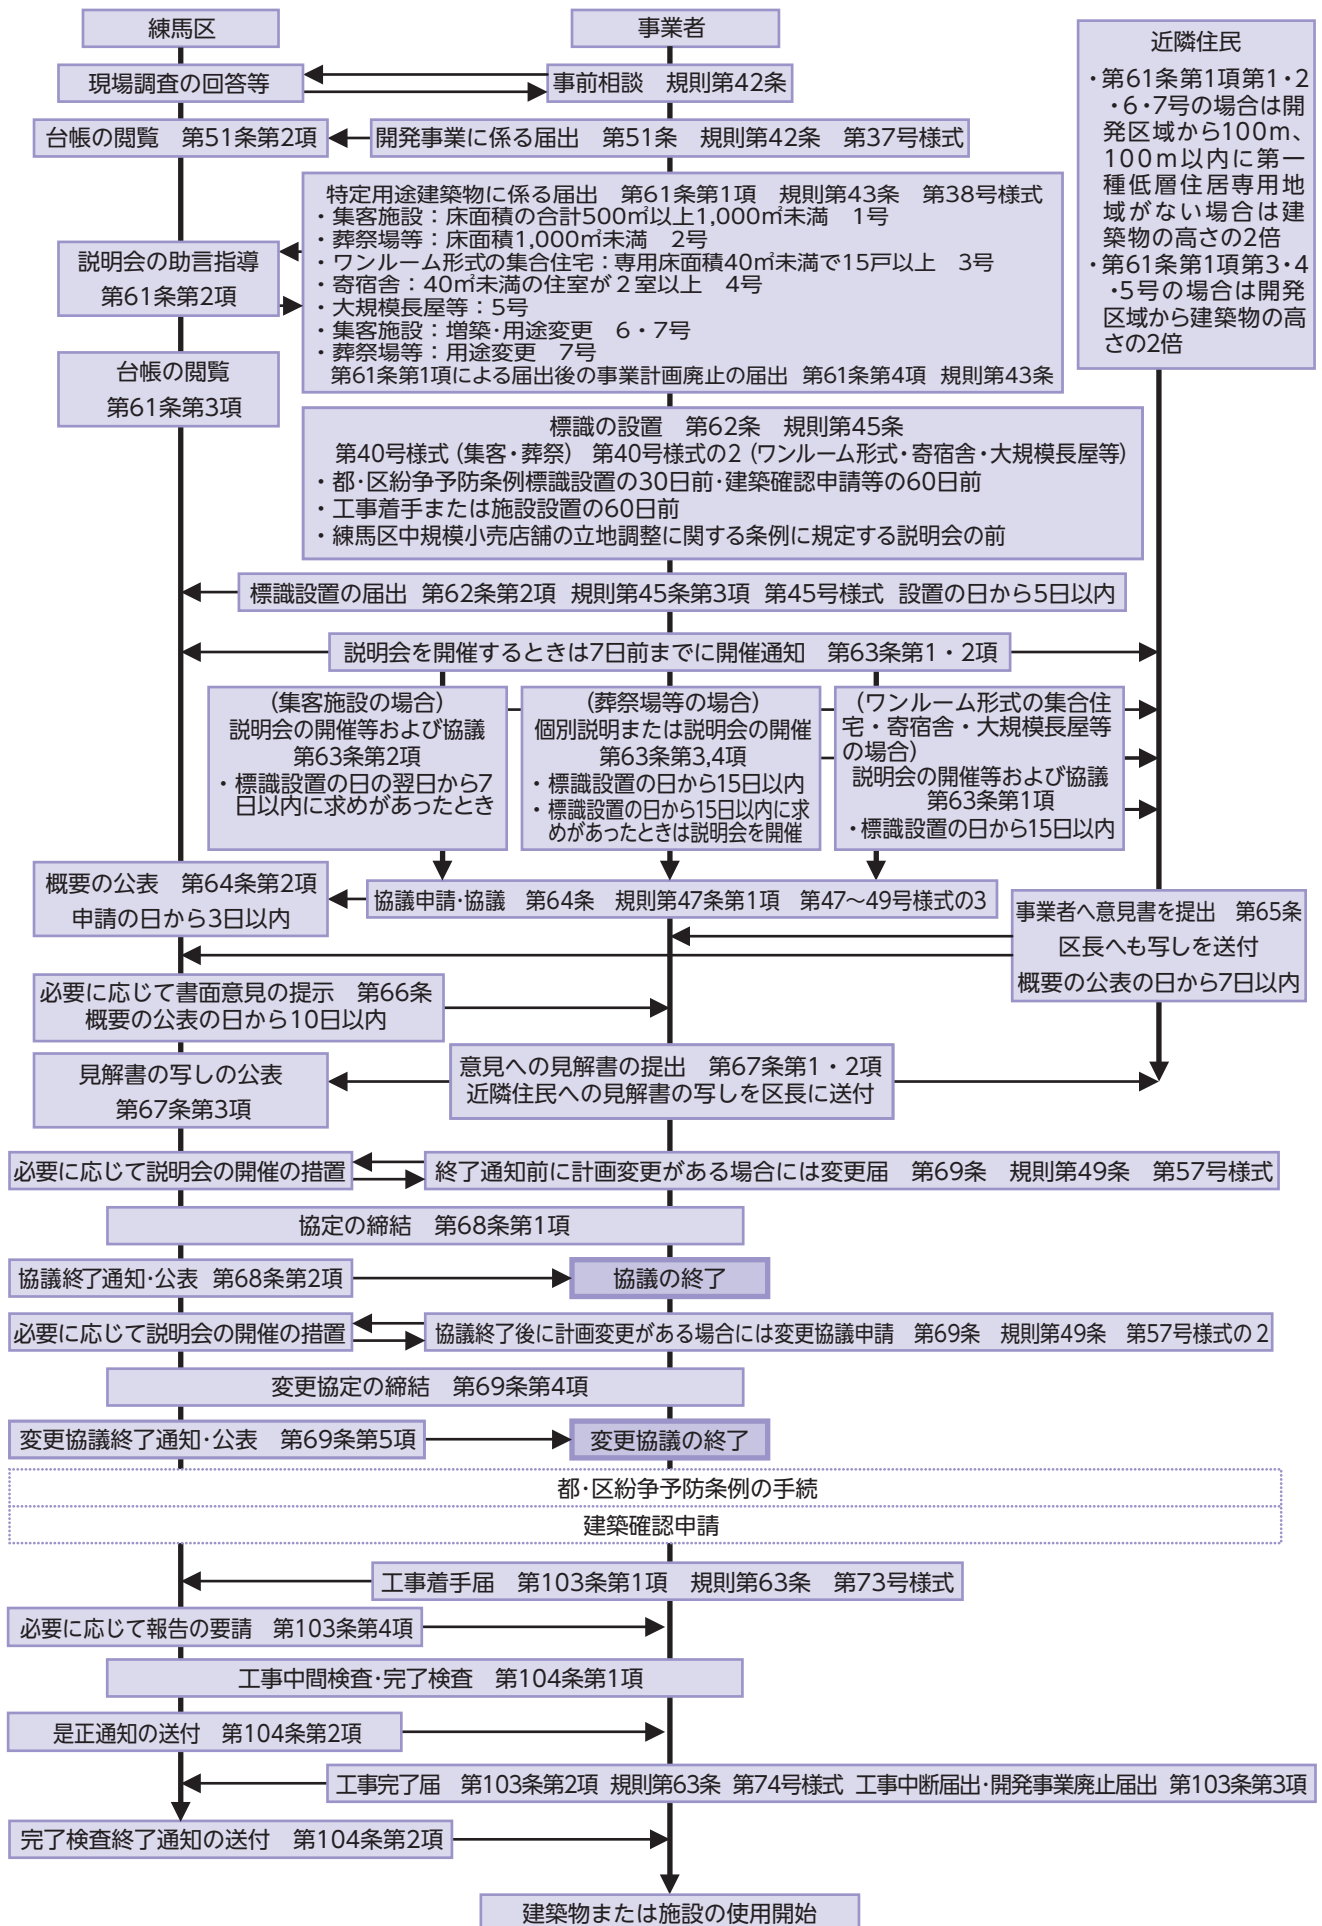 練馬区
事業者
近隣住民
・第61条第1項第1・2
・6・7号の場合は開
発区域から100m、
100m以内に第一
種低層住居専用地
域がない場合は建
築物の高さの2倍
・第61条第1項第3・4
・5号の場合は開発
区域から建築物の高
さの2倍
現場調査の回答等
事前相談　規則第42条
台帳の閲覧　第51条第2項
開発事業に係る届出　第51条　規則第42条　第37号様式
特定用途建築物に係る届出　第61条第1項　規則第43条　第38号様式
・集客施設：床面積の合計500㎡以上1,000㎡未満　1号
・葬祭場等：床面積1,000㎡未満　2号
・ワンルーム形式の集合住宅：専用床面積40㎡未満で15戸以上　3号
・寄宿舎：40㎡未満の住室が２室以上　4号
・大規模長屋等：5号
・集客施設：増築・用途変更　6・7号
・葬祭場等：用途変更　7号
第61条第1項による届出後の事業計画廃止の届出　第61条第4項　規則第43条
説明会の助言指導
第61条第2項
台帳の閲覧
第61条第3項
標識の設置　第62条　規則第45条
第40号様式（集客・葬祭）　第40号様式の2（ワンルーム形式・寄宿舎・大規模長屋等）
・都・区紛争予防条例標識設置の30日前・建築確認申請等の60日前
・工事着手または施設設置の60日前
・練馬区中規模小売店舗の立地調整に関する条例に規定する説明会の前
標識設置の届出　第62条第2項　規則第45条第3項　第45号様式　設置の日から5日以内
説明会を開催するときは7日前までに開催通知　第63条第1・2項
（集客施設の場合）
説明会の開催等および協議
第63条第2項
・標識設置の日の翌日から7
日以内に求めがあったとき
（葬祭場等の場合）
個別説明または説明会の開催
第63条第3,4項
・標識設置の日から15日以内
・標識設置の日から15日以内に求
めがあったときは説明会を開催
（ワンルーム形式の集合住
宅・寄宿舎・大規模長屋等
の場合）
説明会の開催等および協議
第63条第1項
・標識設置の日から15日以内
概要の公表　第64条第2項
申請の日から3日以内
協議申請・協議　第64条　規則第47条第1項　第47～49号様式の3
事業者へ意見書を提出　第65条
区長へも写しを送付
概要の公表の日から7日以内
必要に応じて書面意見の提示　第66条
概要の公表の日から10日以内
見解書の写しの公表
第67条第3項
意見への見解書の提出　第67条第1・2項
近隣住民への見解書の写しを区長に送付
必要に応じて説明会の開催の措置
終了通知前に計画変更がある場合には変更届　第69条　規則第49条　第57号様式
協定の締結　第68条第1項
協議終了通知・公表　第68条第2項
協議の終了
必要に応じて説明会の開催の措置
協議終了後に計画変更がある場合には変更協議申請　第69条　規則第49条　第57号様式の２
変更協定の締結　第69条第4項
変更協議終了通知・公表　第69条第5項
変更協議の終了
都・区紛争予防条例の手続
建築確認申請
工事着手届　第103条第1項　規則第63条　第73号様式
必要に応じて報告の要請　第103条第4項
工事中間検査・完了検査　第104条第1項
是正通知の送付　第104条第2項
工事完了届　第103条第2項　規則第63条　第74号様式　工事中断届出・開発事業廃止届出　第103条第3項
完了検査終了通知の送付　第104条第2項
建築物または施設の使用開始